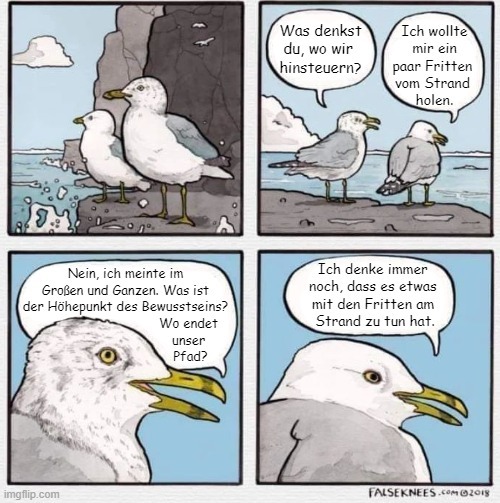 Was denkst
du, wo wir
hinsteuern?
Ich wollte
mir ein
paar Fritten
vom Strand
holen.
Nein, ich meinte im
Großen und Ganzen. Was ist
der Höhepunkt des Bewusstseins?
Wo endet
unser
Pfad?
Ich denke immer
noch, dass es etwas
mit den Fritten am
Strand zu tun hat.
FALSEKNEES.COM©2018
imgflip.com